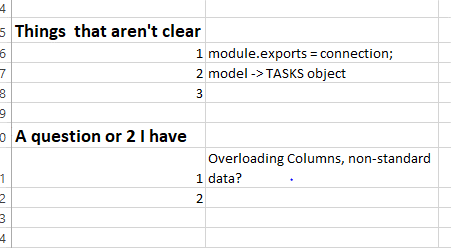 4
5 Things  that aren't clear
6 1 module.exports = connection;
7 2 model -> TASKS object
8 3
9
0 A question or 2 I have
Overloading Columns, non-standard
1 1 data?
2 2
3
4